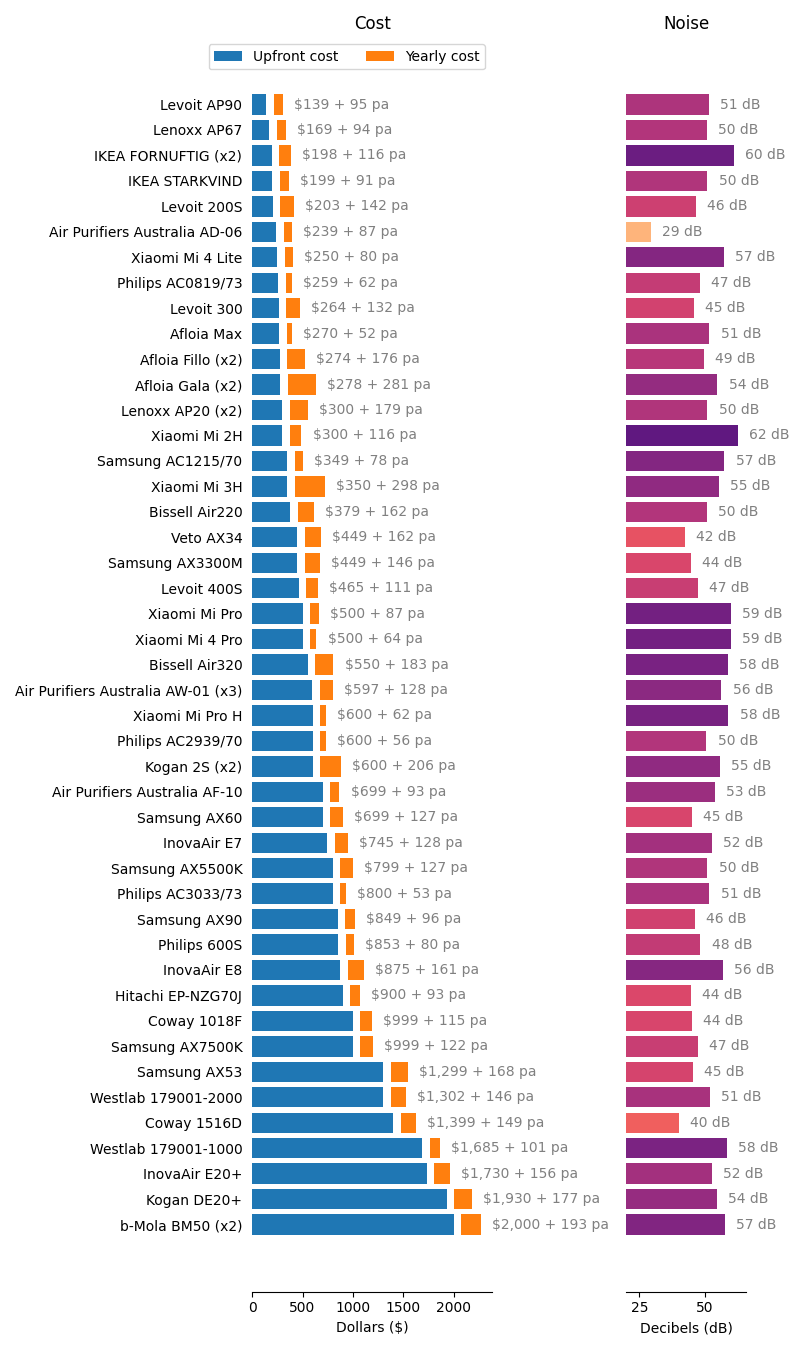 Cost Noise
Upfront cost Yearly cost
Levoit AP90 $139 + 95 pa 51 dB
Lenoxx AP67 $169 + 94 pa 50 dB
IKEA FORNUFTIG (x2) $198 + 116 pa 60 dB
IKEA STARKVIND $199 + 91 pa 50 dB
Levoit 200S $203 + 142 pa 46 dB
Air Purifiers Australia AD-06 $239 + 87 pa 29 dB
Xiaomi Mi 4 Lite $250 + 80 pa 57 dB
Philips AC0819/73 $259 + 62 pa 47 dB
Levoit 300 $264 + 132 pa 45 dB
Afloia Max $270 + 52 pa 51 dB
Afloia Fillo (x2) $274 + 176 pa 49 dB
Afloia Gala (x2) $278 + 281 pa 54 dB
Lenoxx AP20 (x2) $300 + 179 pa 50 dB
Xiaomi Mi 2H $300 + 116 pa 62 dB
Samsung AC1215/70 $349 + 78 pa 57 dB
Xiaomi Mi 3H $350 + 298 pa 55 dB
Bissell Air220 $379 + 162 pa 50 dB
Veto AX34 $449 + 162 pa 42 dB
Samsung AX3300M $449 + 146 pa 44 dB
Levoit 400S $465 + 111 pa 47 dB
Xiaomi Mi Pro $500 + 87 pa 59 dB
Xiaomi Mi 4 Pro $500 + 64 pa 59 dB
Bissell Air320 $550 + 183 pa 58 dB
Air Purifiers Australia AW-01 (x3) $597 + 128 pa 56 dB
Xiaomi Mi Pro H $600 + 62 pa 58 dB
Philips AC2939/70 $600 + 56 pa 50 dB
Kogan 2S (x2) $600 + 206 pa 55 dB
Air Purifiers Australia AF-10 $699 + 93 pa 53 dB
Samsung AX60 $699 + 127 pa 45 dB
InovaAir E7 $745 + 128 pa 52 dB
Samsung AX5500K $799 + 127 pa 50 dB
Philips AC3033/73 $800 + 53 pa 51 dB
Samsung AX90 $849 + 96 pa 46 dB
Philips 600S $853 + 80 pa 48 dB
InovaAir E8 $875 + 161 pa 56 dB
Hitachi EP-NZG70J $900 + 93 pa 44 dB
Coway 1018F $999 + 115 pa 44 dB
Samsung AX7500K $999 + 122 pa 47 dB
Samsung AX53 $1,299 + 168 pa 45 dB
Westlab 179001-2000 $1,302 + 146 pa 51 dB
Coway 1516D $1,399 + 149 pa 40 dB
Westlab 179001-1000 $1,685 + 101 pa 58 dB
InovaAir E20+ $1,730 + 156 pa 52 dB
Kogan DE20+ $1,930 + 177 pa 54 dB
b-Mola BM50 (x2) $2,000 + 193 pa 57 dB
0 500 1000 1500 2000 25 50
Dollars ($) Decibels (dB)